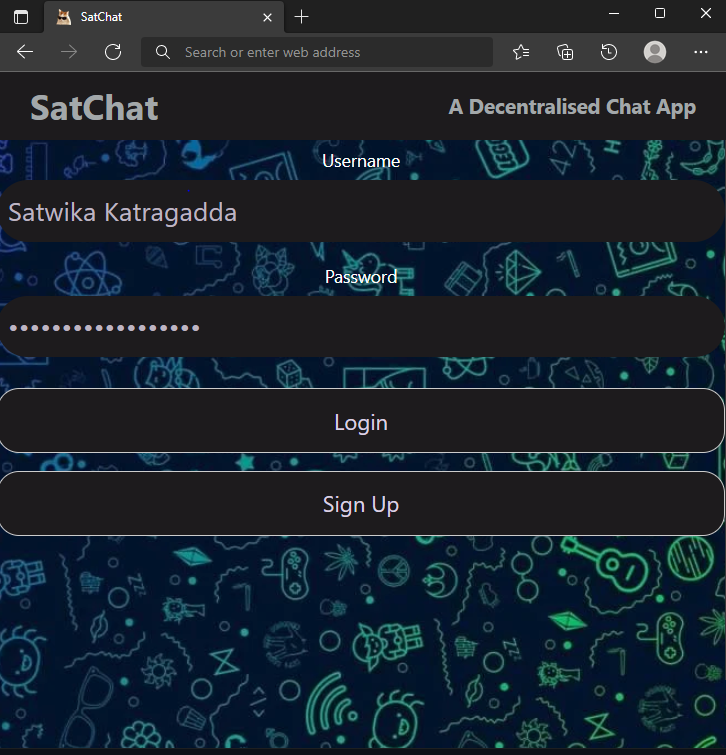 SatChat
Search or enter web address
SatChat
A Decentralised Chat App
Username
Satwika Katragadda
Password
••••••••••••••••••
Login
Sign Up